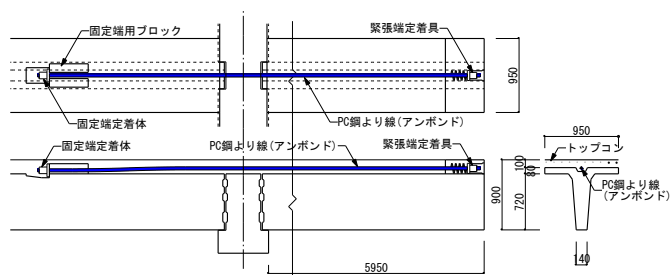 固定端用ブロック
緊張端定着具
950
固定端定着体
PC鋼より線(アンボンド)
固定端定着体
PC鋼より線(アンボンド)
緊張端定着具
950
トップコン
100
80
900
720
PC鋼より線
(アンボンド)
5950
140